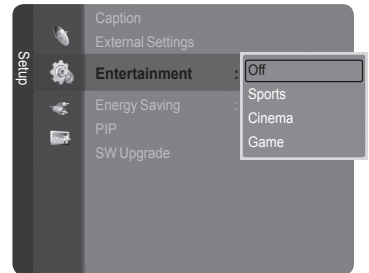 Setup
Caption
External Settings
Entertainment : Off
Sports
Energy Saving :
Cinema
PIP
Game
SW Upgrade